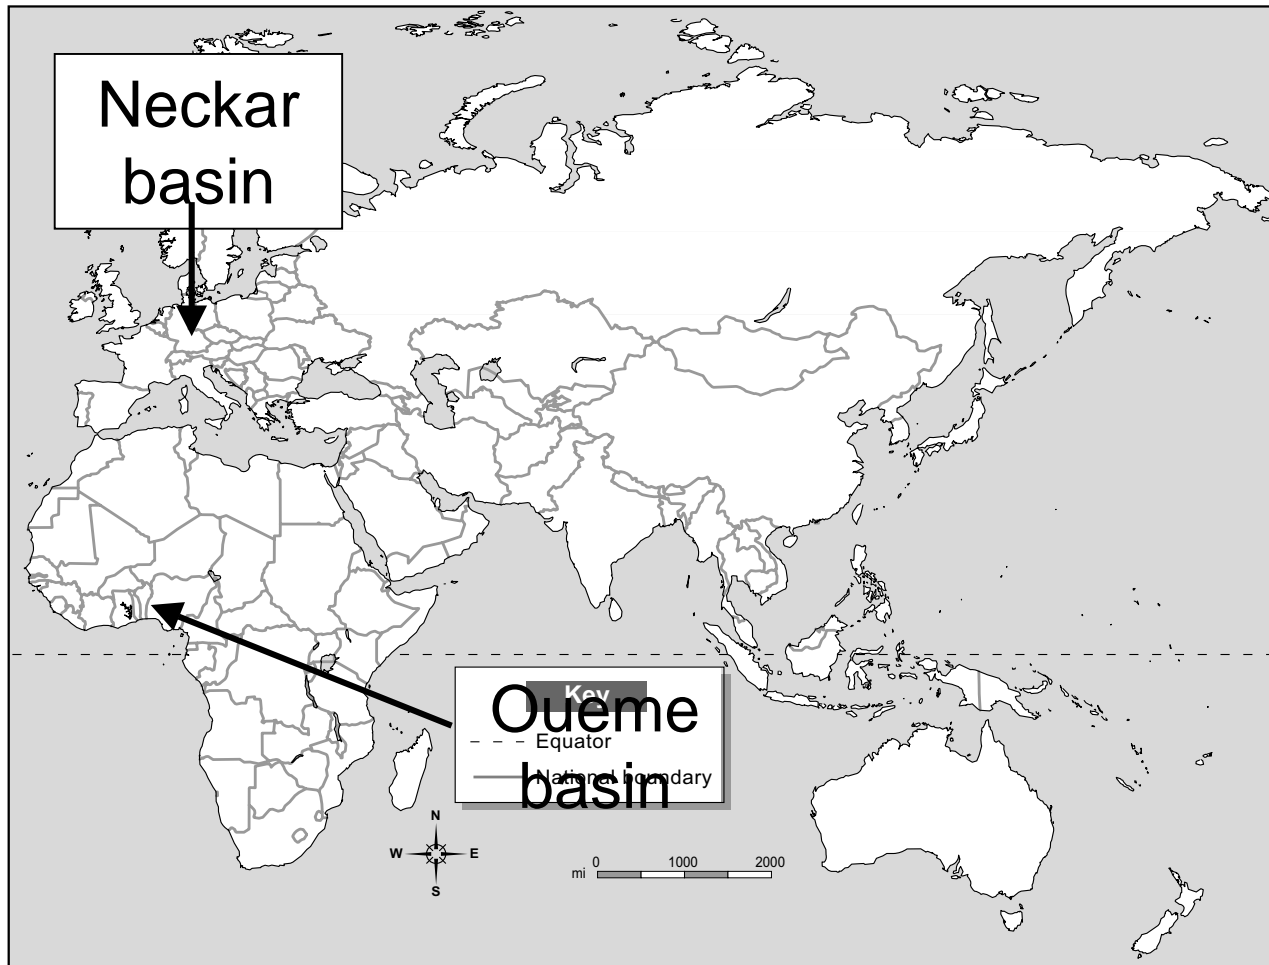 Neckar
basin
Key
Oueme
Equator
National boundary
basin
N
W E
S
0 1000 2000
mi